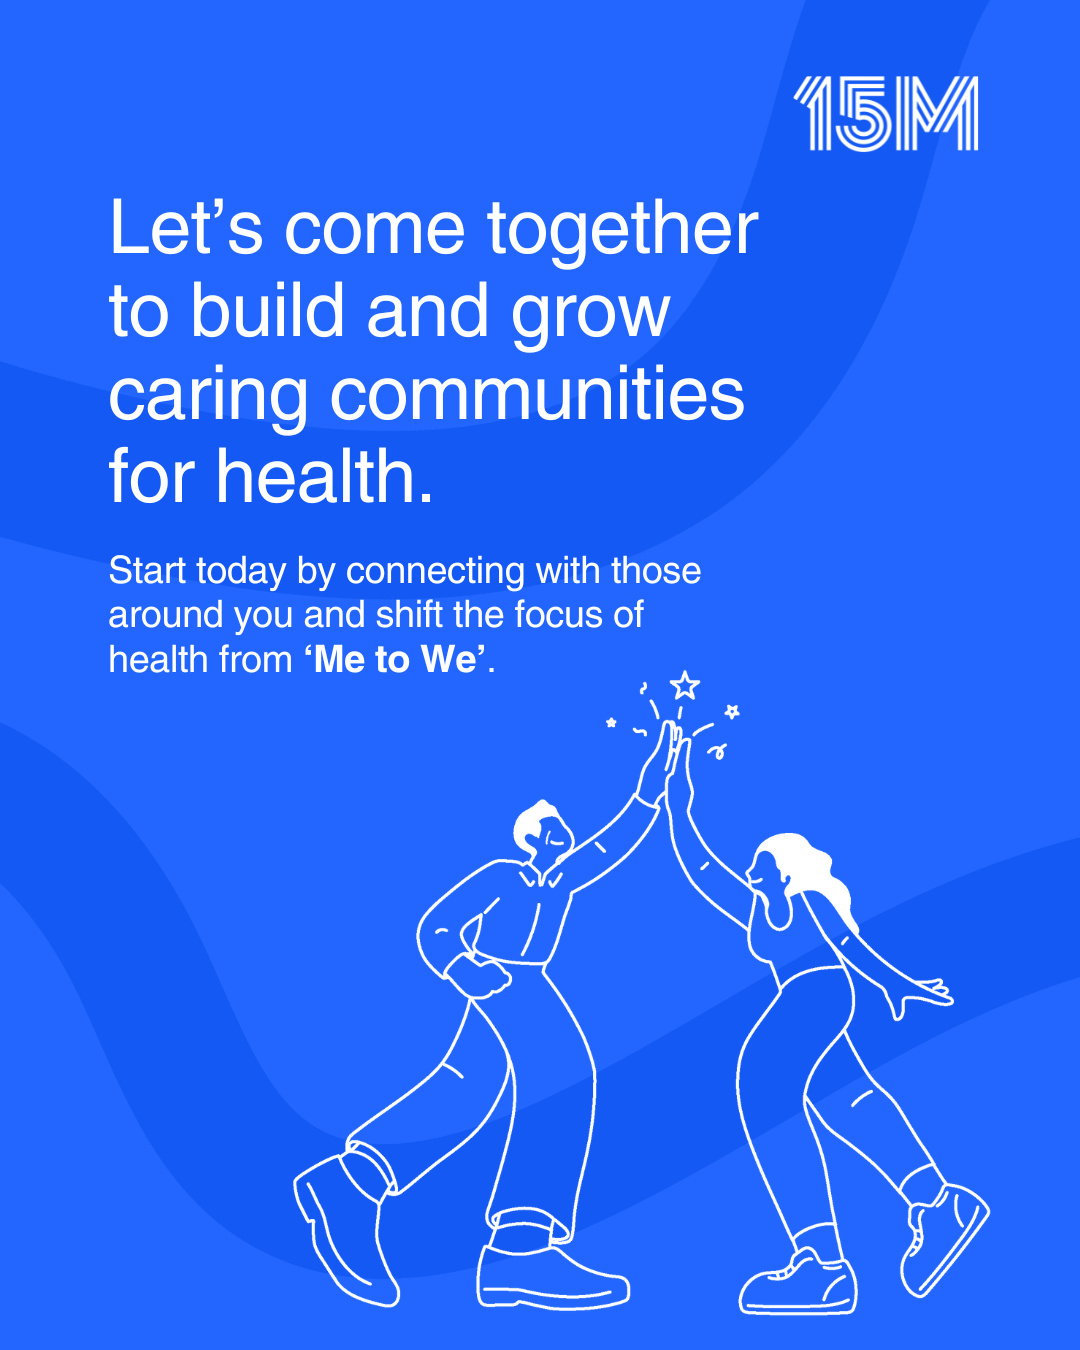 15M
Let’s come together
to build and grow
caring communities
for health.
Start today by connecting with those
around you and shift the focus of
health from ‘Me to We’.